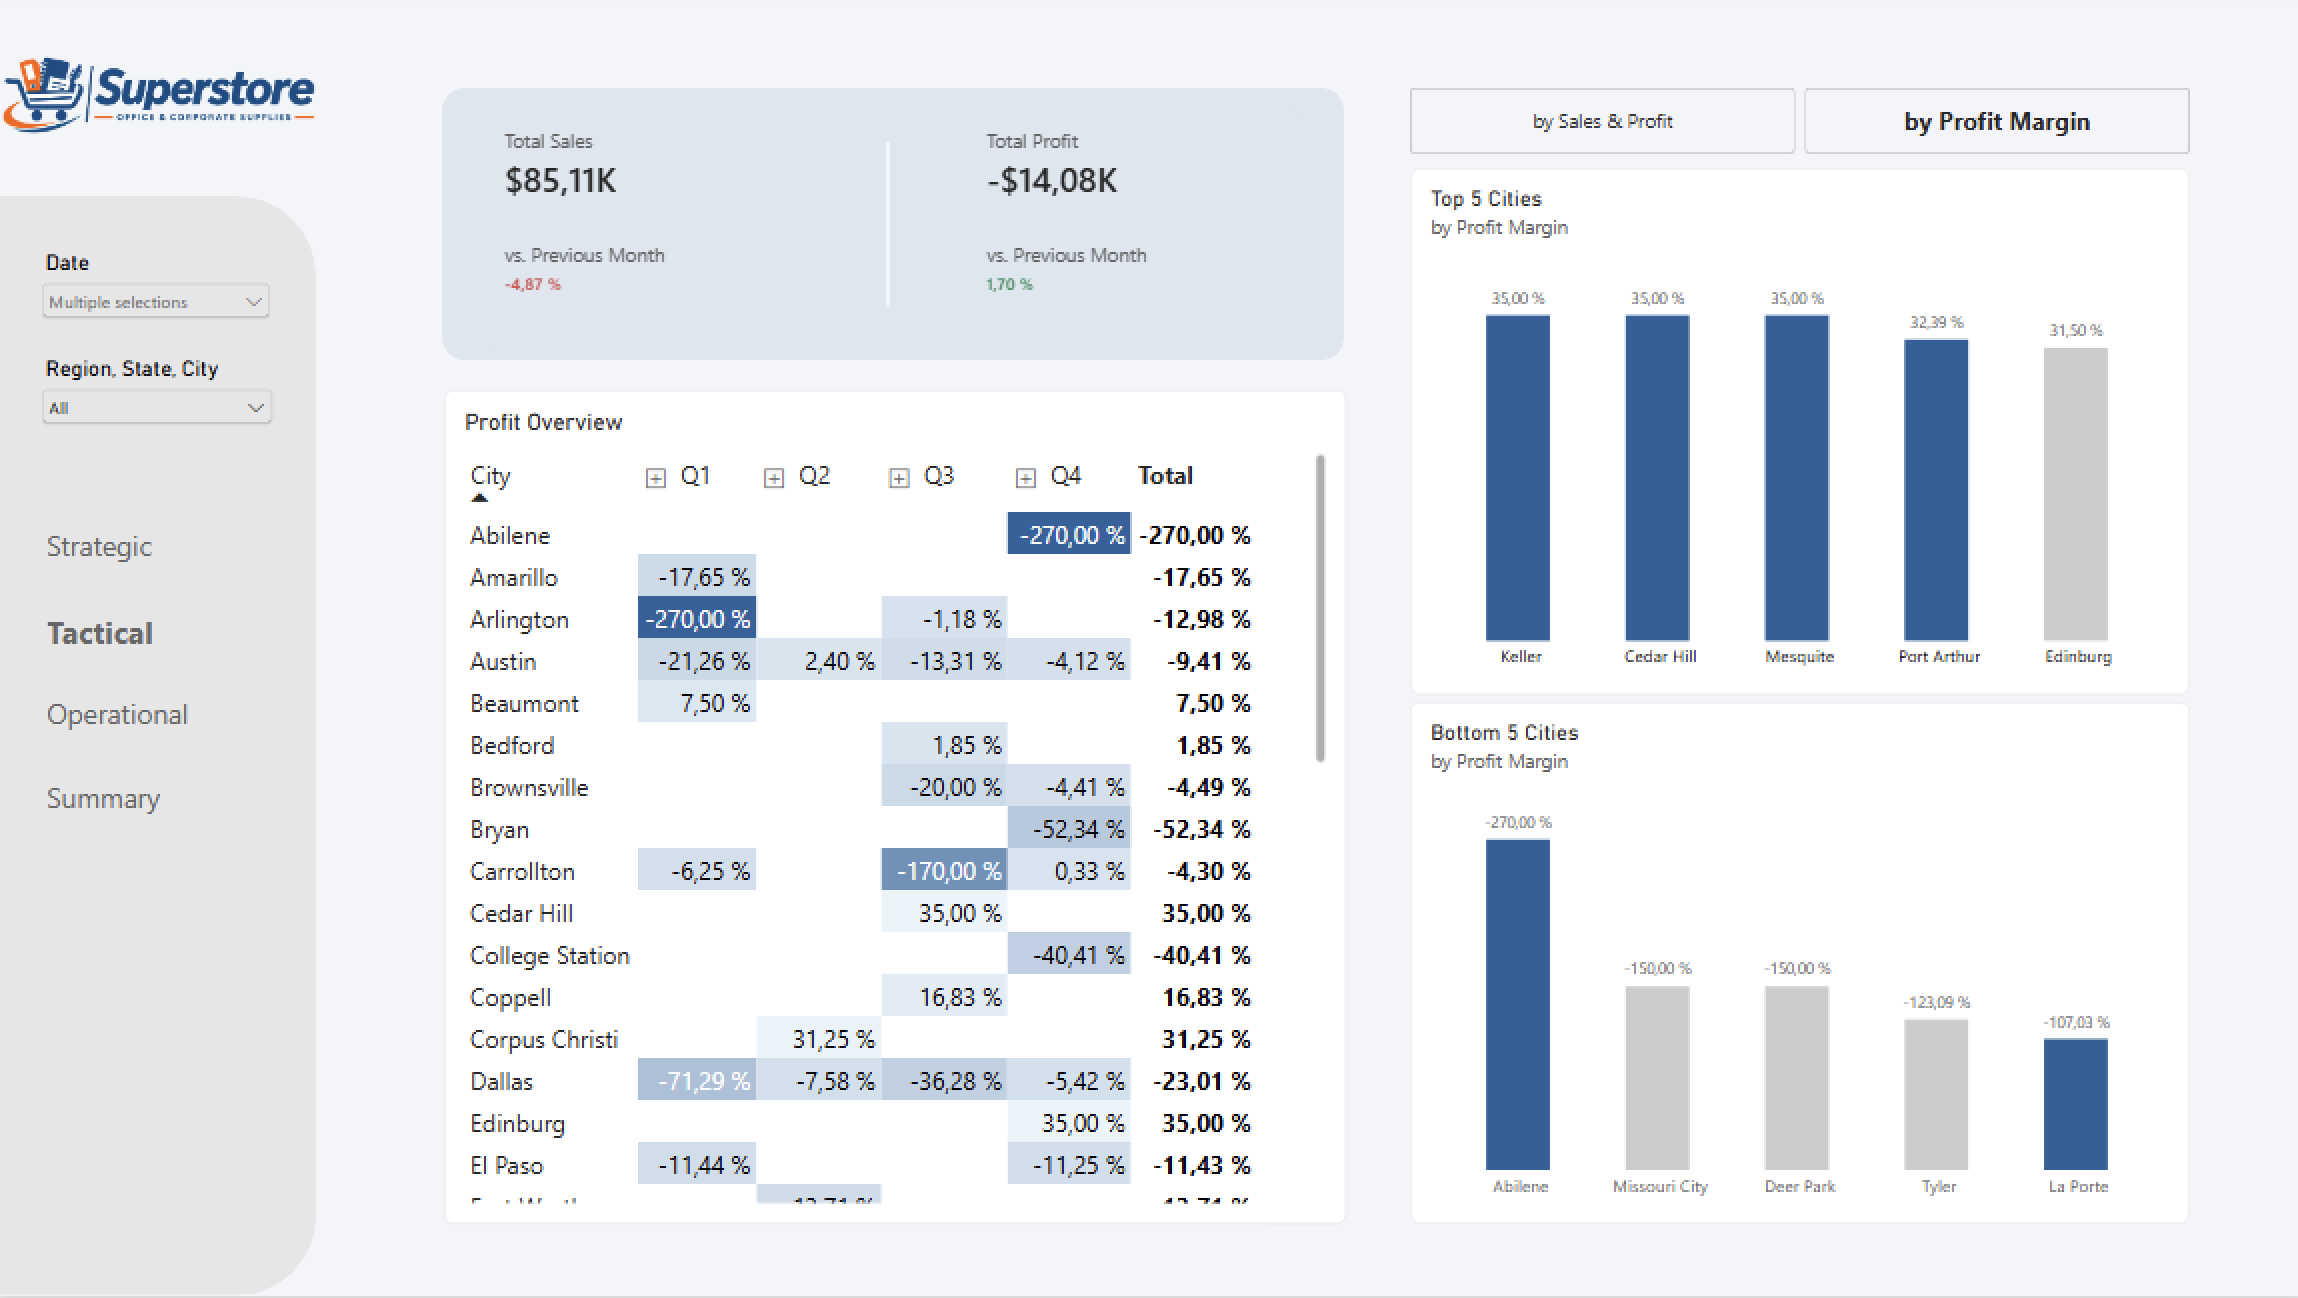 Superstore
OFFICE & CORPORATE SUPPLIES
Date
Multiple selections
Region, State, City
All
Strategic
Tactical
Operational
Summary
Total Sales
$85,11K
vs. Previous Month
-4,87 %
Total Profit
-$14,08K
vs. Previous Month
1,70 %
Profit Overview
City Q1 Q2 Q3 Q4 Total
Abilene -270,00 % -270,00 %
Amarillo -17,65 % -17,65 %
Arlington -270,00 % -1,18 % -12,98 %
Austin -21,26 % 2,40 % -13,31 % -4,12 % -9,41 %
Beaumont 7,50 % 7,50 %
Bedford 1,85 % 1,85 %
Brownsville -20,00 % -4,41 % -4,49 %
Bryan -52,34 % -52,34 %
Carrollton -6,25 % -170,00 % 0,33 % -4,30 %
Cedar Hill 35,00 % 35,00 %
College Station -40,41 % -40,41 %
Coppell 16,83 % 16,83 %
Corpus Christi 31,25 % 31,25 %
Dallas -71,29 % -7,58 % -36,28 % -5,42 % -23,01 %
Edinburg 35,00 % 35,00 %
El Paso -11,44 % -11,25 % -11,43 %
by Sales & Profit
by Profit Margin
Top 5 Cities
by Profit Margin
35,00 % 35,00 % 35,00 % 32,39 % 31,50 %
Keller Cedar Hill Mesquite Port Arthur Edinburg
Bottom 5 Cities
by Profit Margin
-270,00 % -150,00 % -150,00 % -123,09 % -107,03 %
Abilene Missouri City Deer Park Tyler La Porte